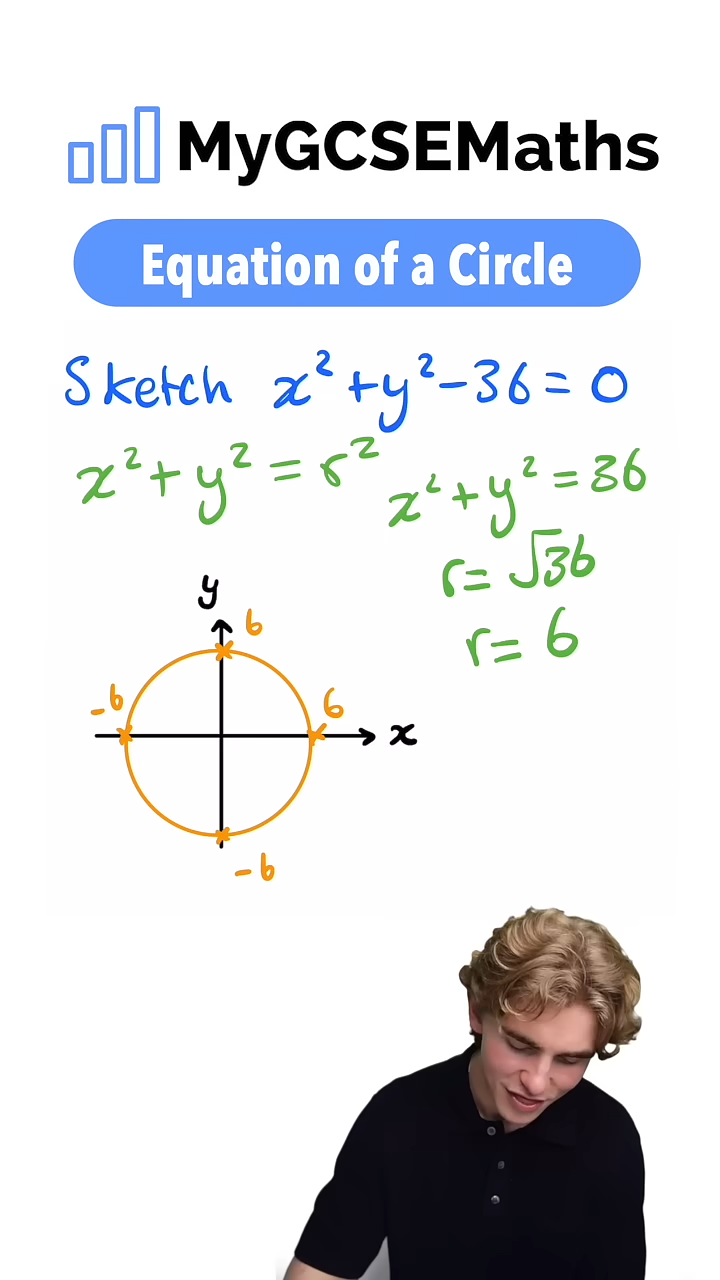 MyGCSEMaths
Equation of a Circle
Sketch x² + y² - 36 = 0
x² + y² = r²
x² + y² = 36
r = √36
r = 6
y
6
-6
6
x
-6